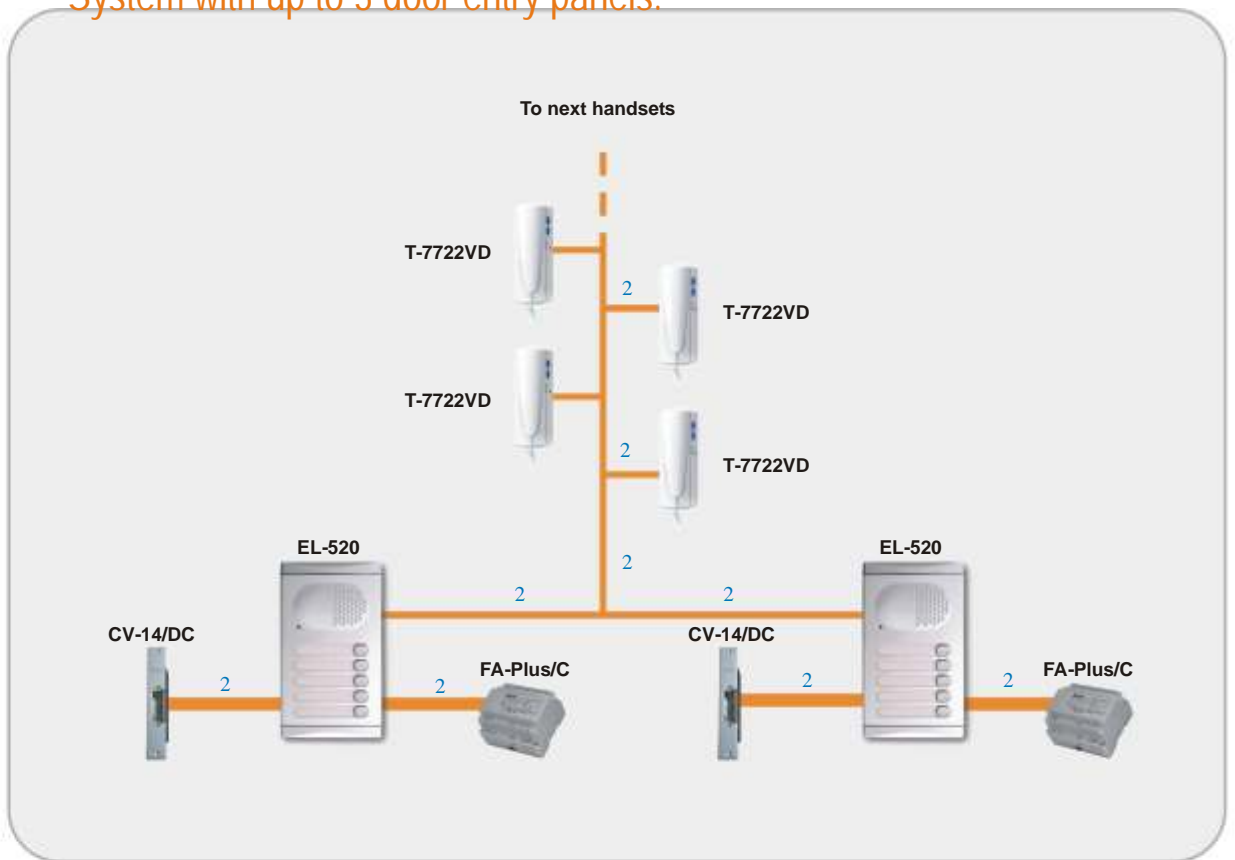 System with up to 3 door entry panels.
To next handsets
T-7722VD
2
T-7722VD
T-7722VD
2
T-7722VD
EL-520
EL-520
2
2
2
CV-14/DC
CV-14/DC
FA-Plus/C
FA-Plus/C
2
2
2
2